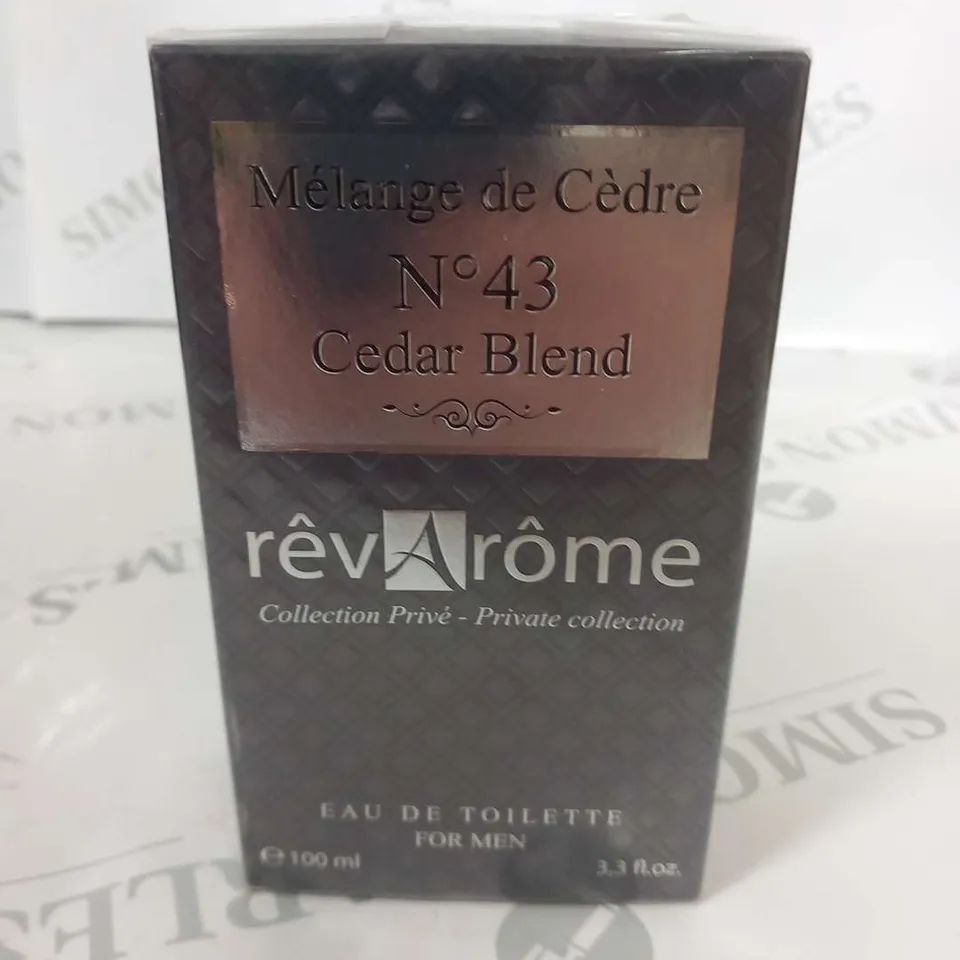 Mélange de Cèdre
N°43
Cedar Blend
rêvArôme
Collection Privé - Private collection
EAU DE TOILETTE
FOR MEN
℮ 100 ml 3.3 fl.oz.